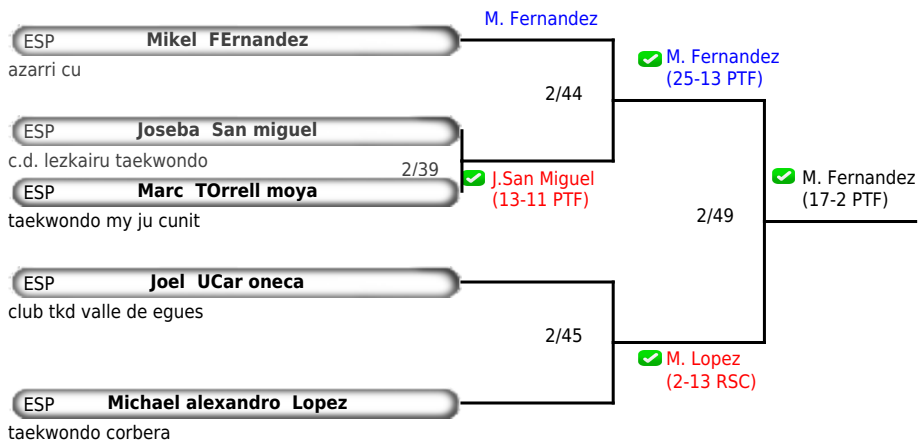 M. Fernandez
ESP Mikel FErnandez
azarri cu
M. Fernandez
(25-13 PTF)
2/44
ESP Joseba San miguel
c.d. lezkairu taekwondo
2/39
J.San Miguel
(13-11 PTF)
ESP Marc TOrrell moya
taekwondo my ju cunit
M. Fernandez
(17-2 PTF)
2/49
ESP Joel UCar oneca
club tkd valle de egues
2/45
M. Lopez
(2-13 RSC)
ESP Michael alexandro Lopez
taekwondo corbera